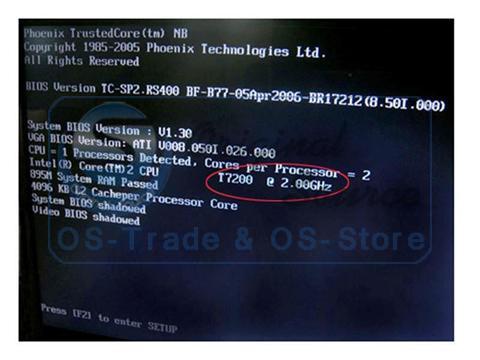 Phoenix TrustedCore(tm) NB
Copyright 1985-2005 Phoenix Technologies Ltd.
All Rights Reserved
BIOS Version TC-SP2.RS400 BF-B77-05Apr2006-BR17212(8.50I.000)
System BIOS Version : V1.30
VGA BIOS Version: ATI V008.050I.026.000
CPU = 1 Processors Detected, Cores per Processor = 2
Intel(R) Core(TM)2 CPU T7200 @ 2.00GHz
895M System RAM Passed
4096 KB L2 Cacheper Processor Core
System BIOS shadowed
Video BIOS shadowed
Original
OS-Trade & OS-Store
Press [F2] to enter SETUP